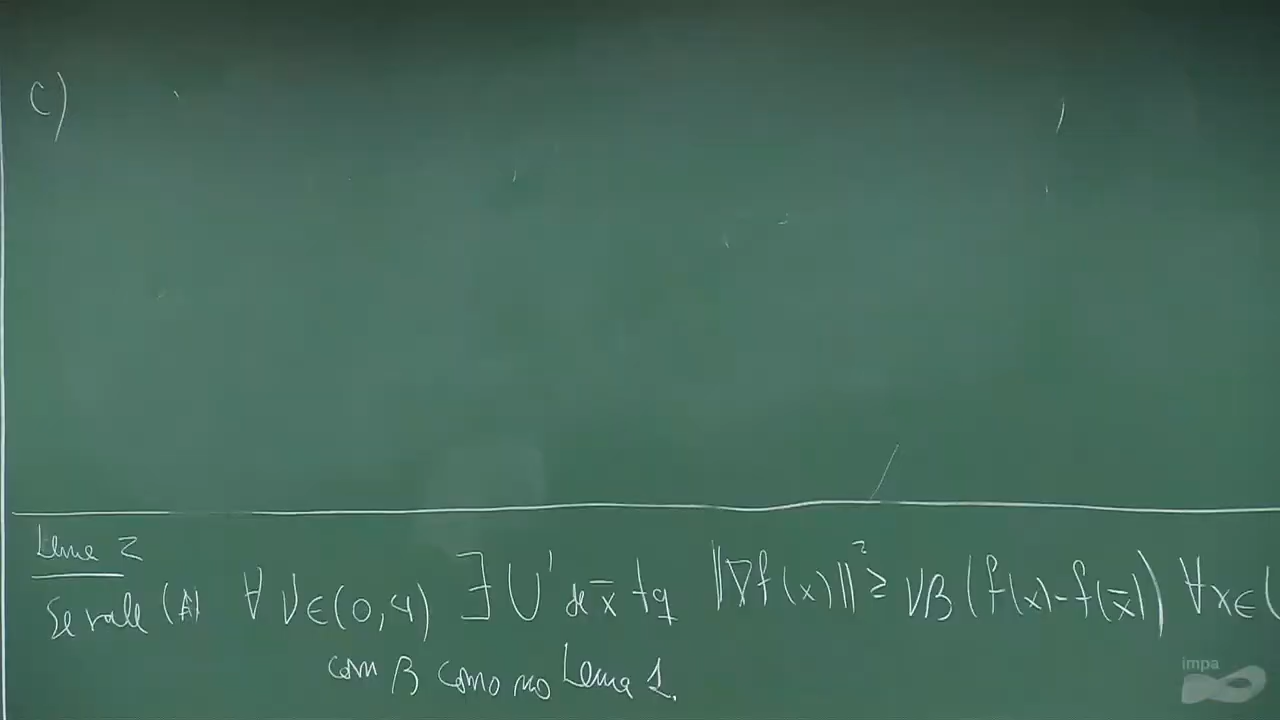 C)
Lema 2
Se vale (A) ∀ ν∈(0,4) ∃ U' de x̄ tq ‖∇f(x)‖² ≥ νβ(f(x)-f(x̄)) ∀x∈
com β como no Lema 1.
impa